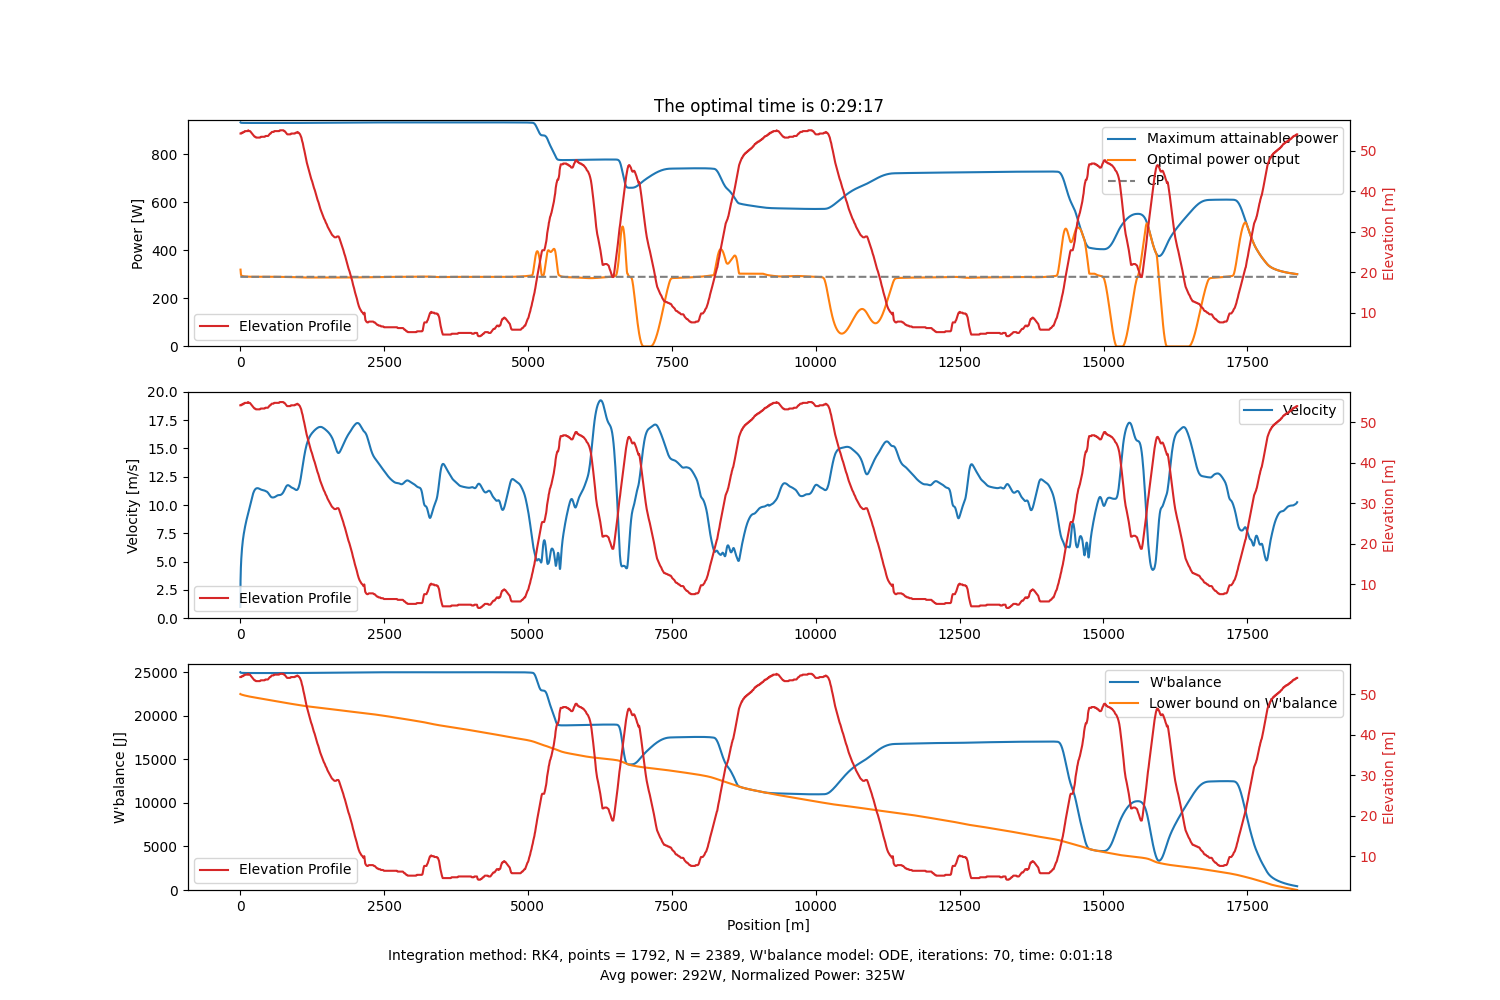 The optimal time is 0:29:17
Maximum attainable power
Optimal power output
CP
Elevation Profile
Power [W]
0
200
400
600
800
Elevation [m]
10
20
30
40
50
0 2500 5000 7500 10000 12500 15000 17500
Velocity
Elevation Profile
Velocity [m/s]
0.0
2.5
5.0
7.5
10.0
12.5
15.0
17.5
20.0
Elevation [m]
10
20
30
40
50
0 2500 5000 7500 10000 12500 15000 17500
W'balance
Lower bound on W'balance
Elevation Profile
W'balance [J]
0
5000
10000
15000
20000
25000
Elevation [m]
10
20
30
40
50
0 2500 5000 7500 10000 12500 15000 17500
Position [m]
Integration method: RK4, points = 1792, N = 2389, W'balance model: ODE, iterations: 70, time: 0:01:18
Avg power: 292W, Normalized Power: 325W